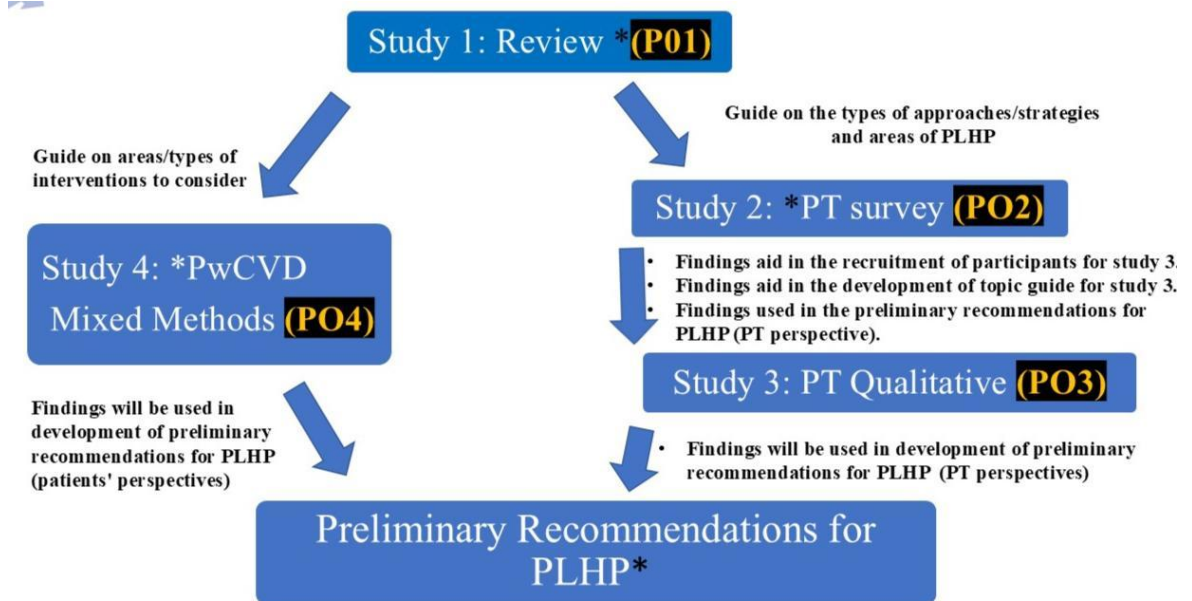 Study 1: Review *(P01)
Guide on the types of approaches/strategies
and areas of PLHP
Guide on areas/types of
interventions to consider
Study 2: *PT survey (PO2)
Study 4: *PwCVD
Mixed Methods (PO4)
• Findings aid in the recruitment of participants for study 3.
• Findings aid in the development of topic guide for study 3.
• Findings used in the preliminary recommendations for
PLHP (PT perspective).
Study 3: PT Qualitative (PO3)
Findings will be used in
development of preliminary
recommendations for PLHP
(patients' perspectives)
• Findings will be used in development of preliminary
recommendations for PLHP (PT perspectives)
Preliminary Recommendations for
PLHP*